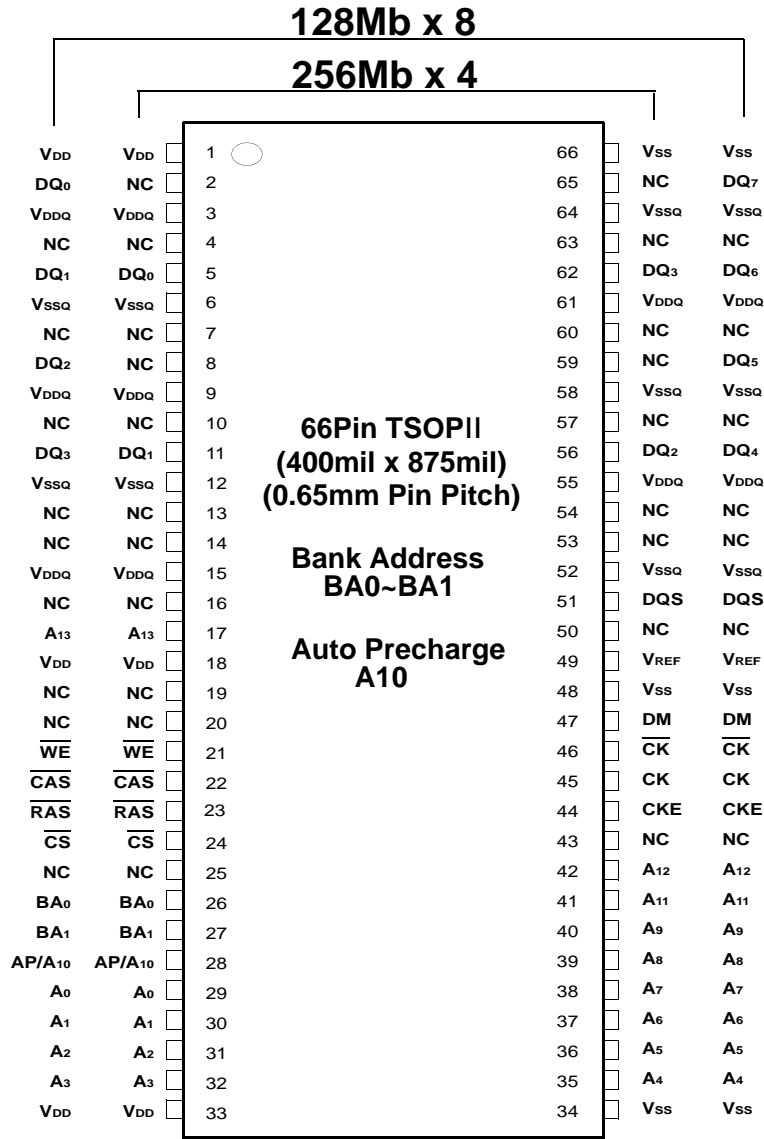 128Mb x 8
256Mb x 4
VDD VDD 1 66 VSS VSS
DQ0 NC 2 65 NC DQ7
VDDQ VDDQ 3 64 VSSQ VSSQ
NC NC 4 63 NC NC
DQ1 DQ0 5 62 DQ3 DQ6
VSSQ VSSQ 6 61 VDDQ VDDQ
NC NC 7 60 NC NC
DQ2 NC 8 59 NC DQ5
VDDQ VDDQ 9 58 VSSQ VSSQ
NC NC 10 57 NC NC
66Pin TSOPII
DQ3 DQ1 11 56 DQ2 DQ4
(400mil x 875mil)
VSSQ VSSQ 12 55 VDDQ VDDQ
(0.65mm Pin Pitch)
NC NC 13 54 NC NC
NC NC 14 53 NC NC
Bank Address
VDDQ VDDQ 15 52 VSSQ VSSQ
BA0~BA1
NC NC 16 51 DQS DQS
A13 A13 17 50 NC NC
Auto Precharge
VDD VDD 18 49 VREF VREF
A10
NC NC 19 48 VSS VSS
NC NC 20 47 DM DM
W̅E̅ W̅E̅ 21 46 C̅K̅ C̅K̅
C̅A̅S̅ C̅A̅S̅ 22 45 CK CK
R̅A̅S̅ R̅A̅S̅ 23 44 CKE CKE
C̅S̅ C̅S̅ 24 43 NC NC
NC NC 25 42 A12 A12
BA0 BA0 26 41 A11 A11
BA1 BA1 27 40 A9 A9
AP/A10 AP/A10 28 39 A8 A8
A0 A0 29 38 A7 A7
A1 A1 30 37 A6 A6
A2 A2 31 36 A5 A5
A3 A3 32 35 A4 A4
VDD VDD 33 34 VSS VSS